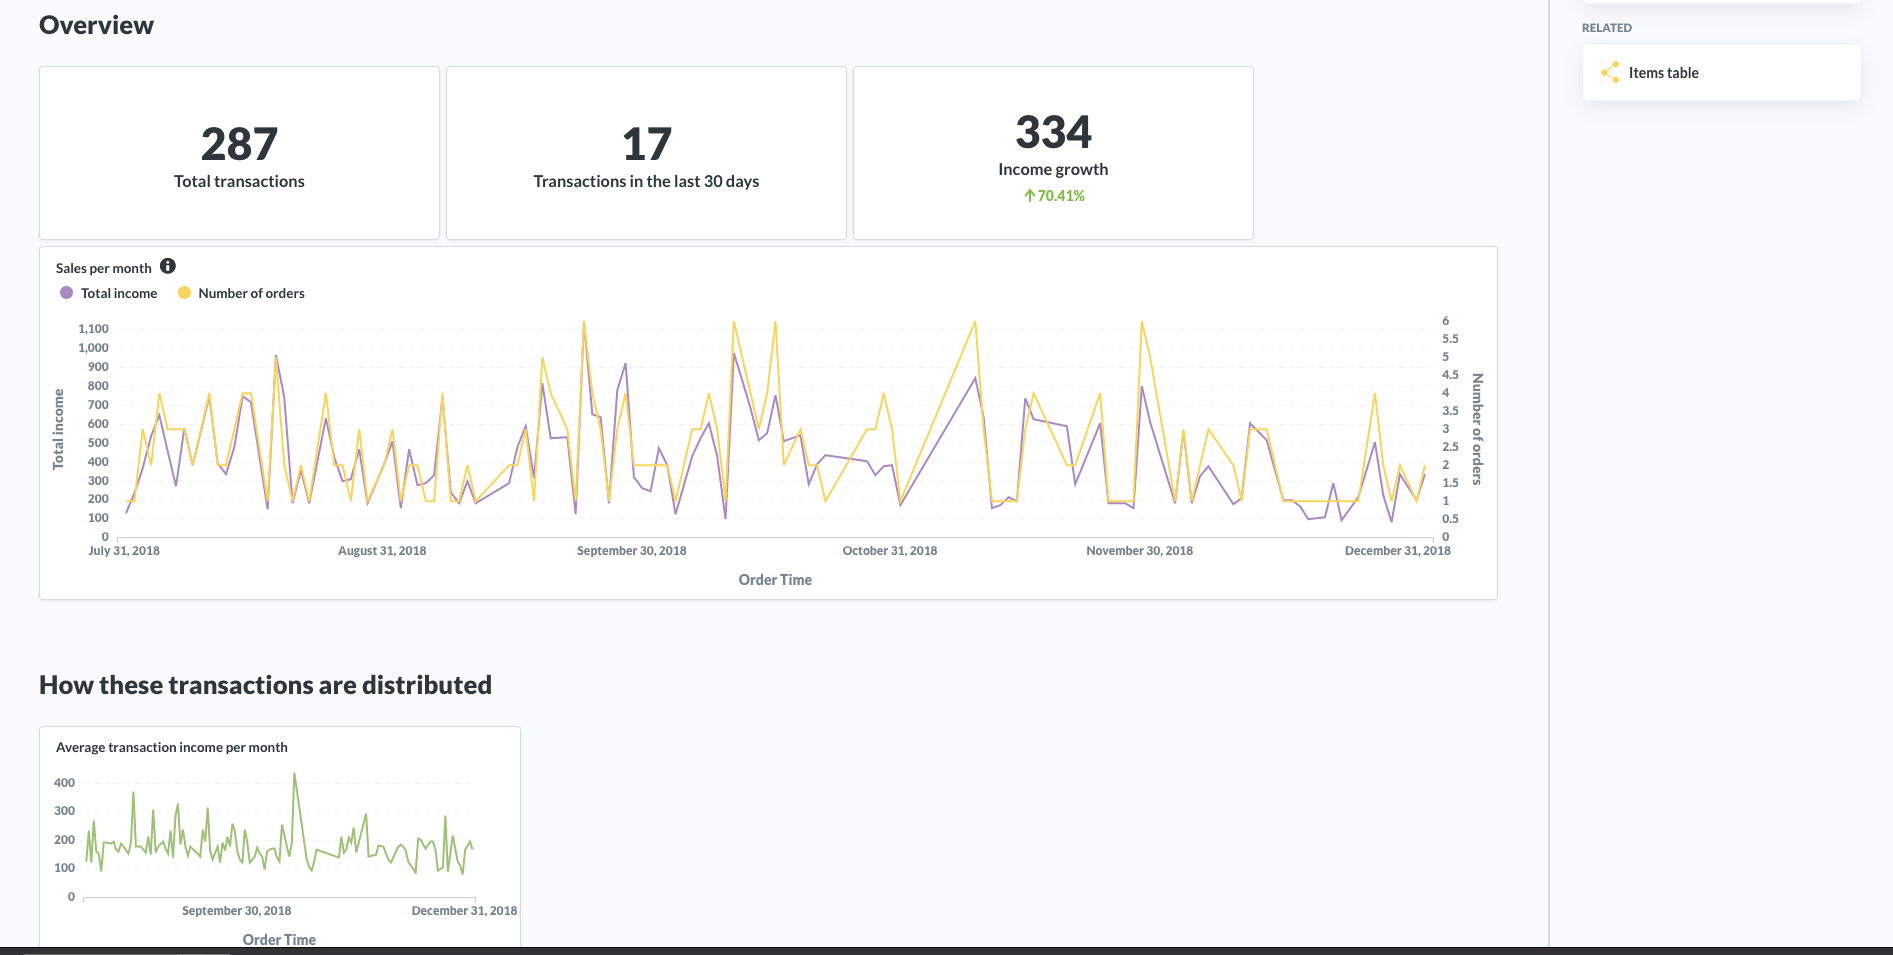 Overview
RELATED
Items table
287
Total transactions
17
Transactions in the last 30 days
334
Income growth
↑70.41%
Sales per month
Total income
Number of orders
1,100
1,000
900
800
700
600
500
400
300
200
100
0
Total income
6
5.5
5
4.5
4
3.5
3
2.5
2
1.5
1
0.5
0
Number of orders
July 31, 2018
August 31, 2018
September 30, 2018
October 31, 2018
November 30, 2018
December 31, 2018
Order Time
How these transactions are distributed
Average transaction income per month
400
300
200
100
0
September 30, 2018
December 31, 2018
Order Time